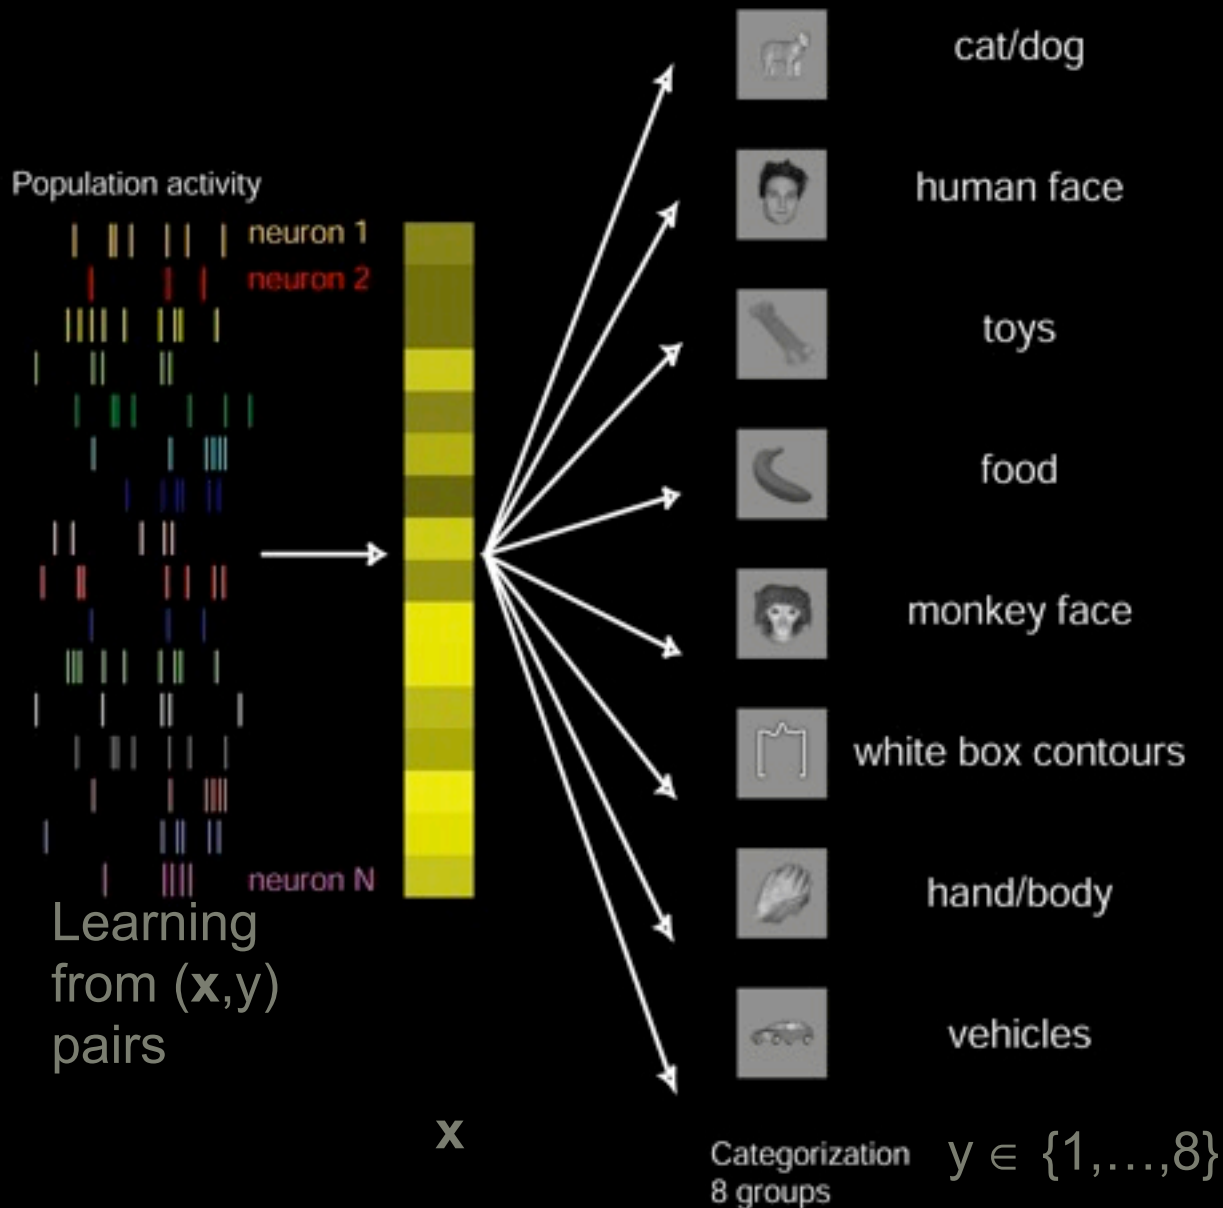 cat/dog
Population activity
human face
neuron 1
neuron 2
toys
food
monkey face
white box contours
neuron N
hand/body
Learning
from (x,y)
pairs
vehicles
x
Categorization
8 groups
y ∈ {1,...,8}